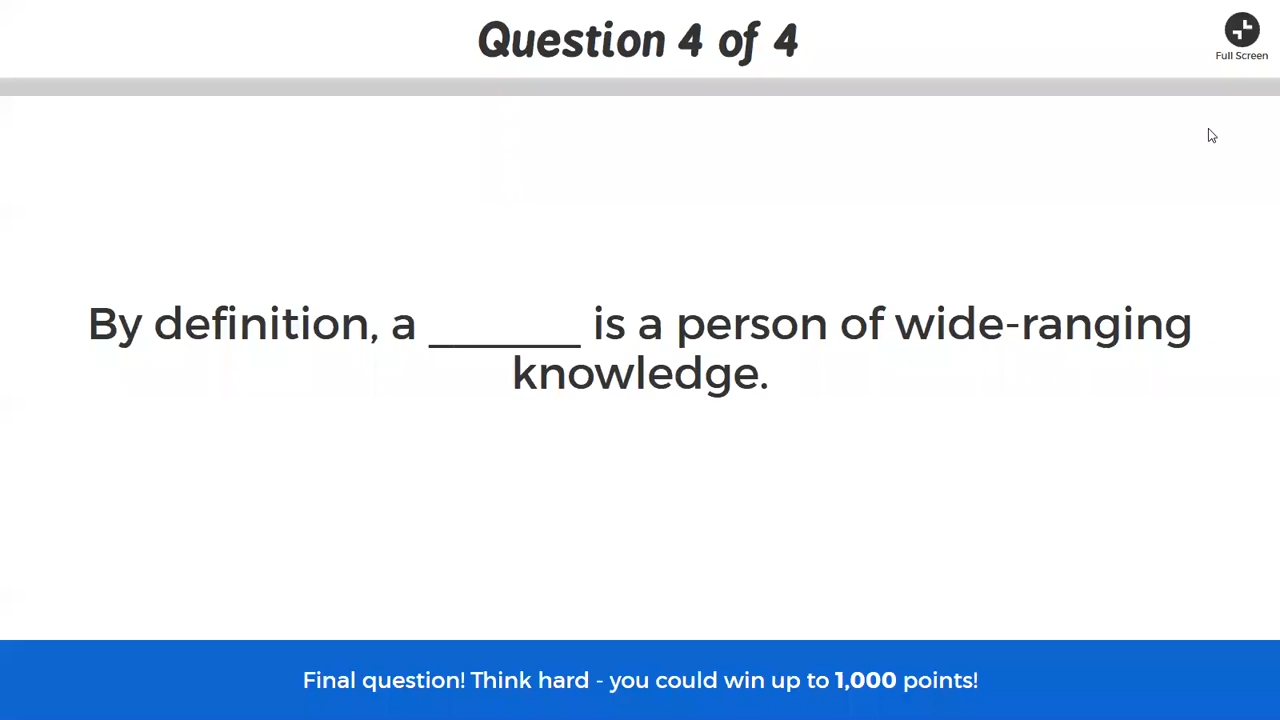 Question 4 of 4
Full Screen
By definition, a _______ is a person of wide-ranging
knowledge.
Final question! Think hard - you could win up to 1,000 points!